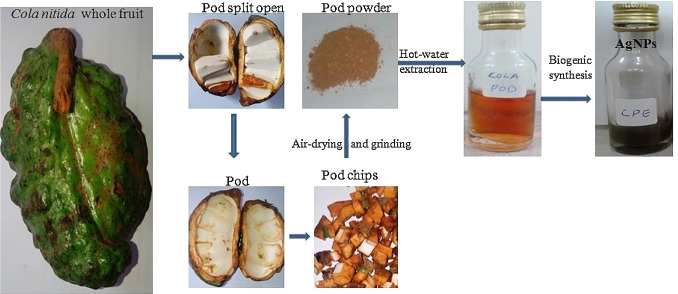 Cola nitida whole fruit
Pod split open
Pod powder
Hot-water
extraction
COLA
POD
Biogenic
synthesis
AgNPs
CPE
Air-drying and grinding
Pod
Pod chips